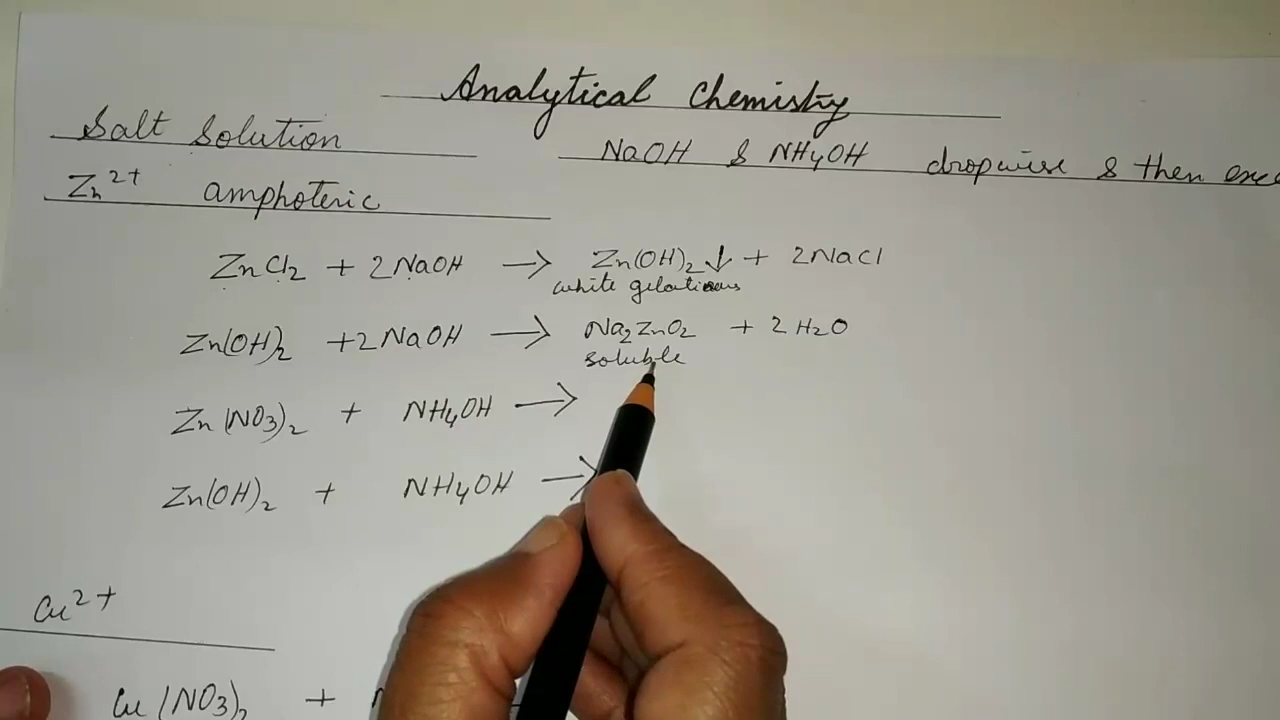 Analytical Chemistry
Salt Solution NaOH & NH4OH dropwise & then exce
Zn2+ amphoteric
ZnCl2 + 2NaOH → Zn(OH)2↓ + 2NaCl
white gelatinous
Zn(OH)2 + 2NaOH → Na2ZnO2 + 2H2O
soluble
Zn(NO3)2 + NH4OH →
Zn(OH)2 + NH4OH →
Cu2+
Cu(NO3)2 +